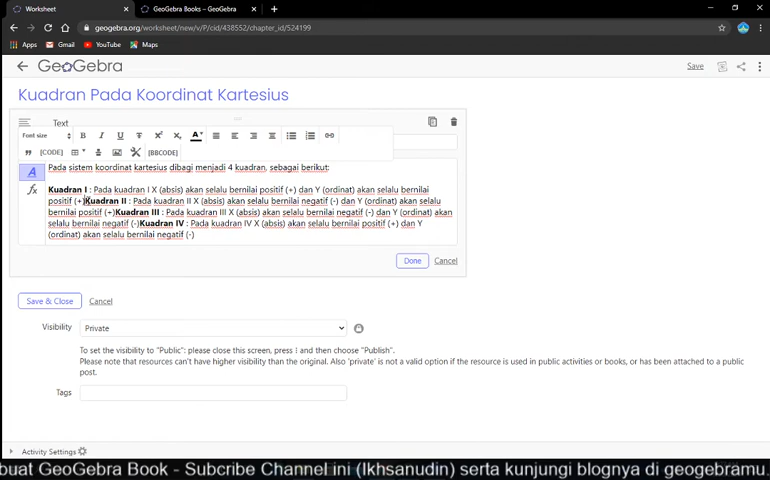 Worksheet
GeoGebra Books – GeoGebra
geogebra.org/worksheet/new/v/P/cid/438552/chapter_id/524199
Apps Gmail YouTube Maps
GeoGebra
Save
Kuadran Pada Koordinat Kartesius
Text
Font size B I U T X² X₂ A
[CODE] [BBCODE]
A
fx
Pada sistem koordinat kartesius dibagi menjadi 4 kuadran, sebagai berikut:
Kuadran I : Pada kuadran I X (absis) akan selalu bernilai positif (+) dan Y (ordinat) akan selalu bernilai
positif (+)Kuadran II : Pada kuadran II X (absis) akan selalu bernilai negatif (-) dan Y (ordinat) akan selalu
bernilai positif (+)Kuadran III : Pada kuadran III X (absis) akan selalu bernilai negatif (-) dan Y (ordinat) akan
selalu bernilai negatif (-)Kuadran IV : Pada kuadran IV X (absis) akan selalu bernilai positif (+) dan Y
(ordinat) akan selalu bernilai negatif (-)
Done Cancel
Save & Close Cancel
Visibility Private
To set the visibility to "Public": please close this screen, press ⁝ and then choose "Publish".
Please note that resources can't have higher visibility than the original. Also 'private' is not a valid option if the resource is used in public activities or books, or has been attached to a public
post.
Tags
Activity Settings
buat GeoGebra Book - Subcribe Channel ini (Ikhsanudin) serta kunjungi blognya di geogebramu.